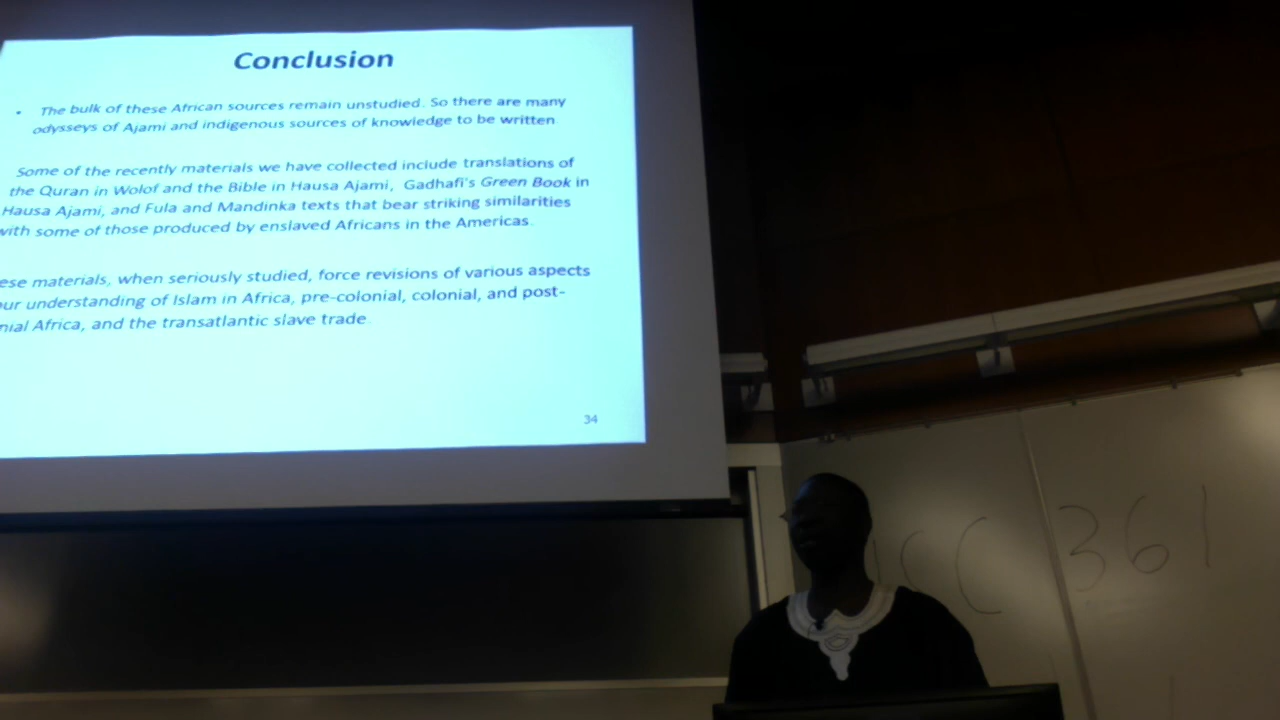 Conclusion
• The bulk of these African sources remain unstudied. So there are many
odysseys of Ajami and indigenous sources of knowledge to be written.
Some of the recently materials we have collected include translations of
the Quran in Wolof and the Bible in Hausa Ajami, Gadhafi's Green Book in
Hausa Ajami, and Fula and Mandinka texts that bear striking similarities
with some of those produced by enslaved Africans in the Americas.
materials, when seriously studied, force revisions of various aspects
understanding of Islam in Africa, pre-colonial, colonial, and post-
Africa, and the transatlantic slave trade.
34
361